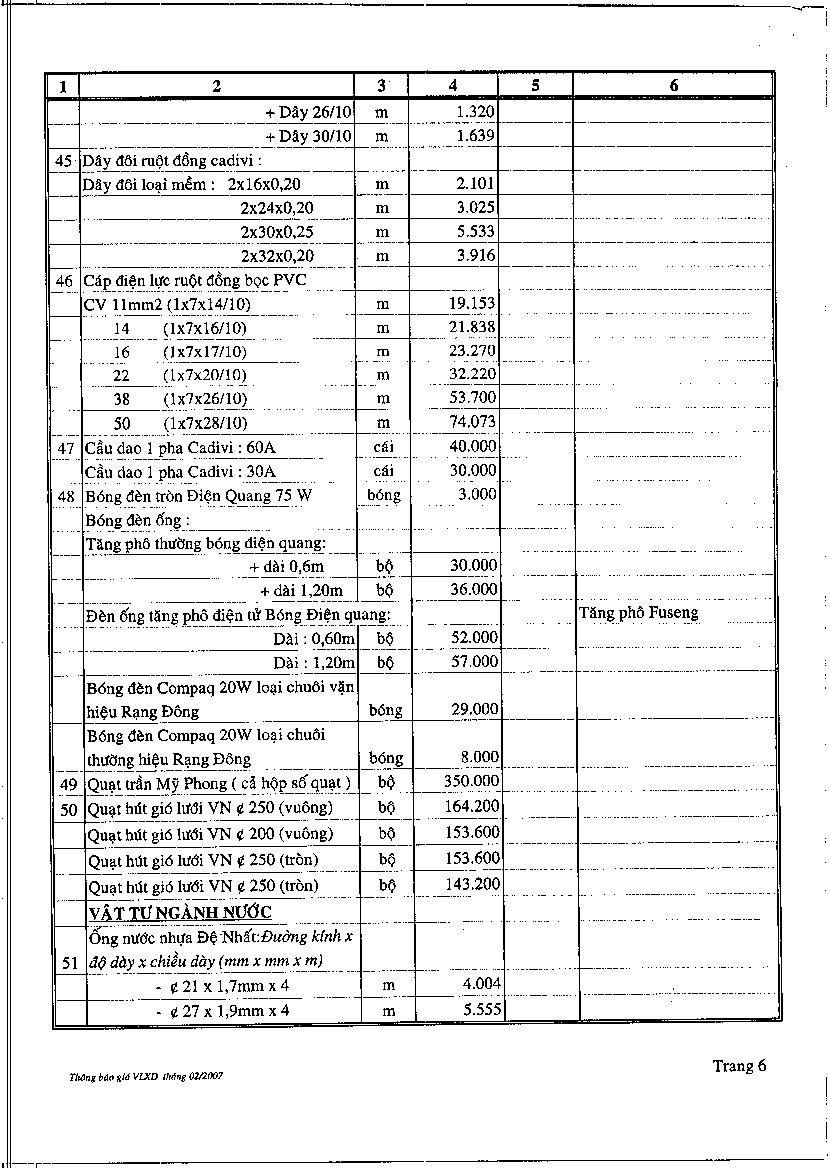 1 2 3 4 5 6
+ Dây 26/10 m 1.320
+ Dây 30/10 m 1.639
45 Dây đôi ruột đồng cadivi :
Dây đôi loại mềm : 2x16x0,20 m 2.101
2x24x0,20 m 3.025
2x30x0,25 m 5.533
2x32x0,20 m 3.916
46 Cáp điện lực ruột đồng bọc PVC
CV 11mm2 (1x7x14/10) m 19.153
14 (1x7x16/10) m 21.838
16 (1x7x17/10) m 23.270
22 (1x7x20/10) m 32.220
38 (1x7x26/10) m 53.700
50 (1x7x28/10) m 74.073
47 Cầu dao 1 pha Cadivi : 60A cái 40.000
Cầu dao 1 pha Cadivi : 30A cái 30.000
48 Bóng đèn tròn Điện Quang 75 W bóng 3.000
Bóng đèn ống :
Tăng phô thường bóng điện quang:
+ dài 0,6m bộ 30.000
+ dài 1,20m bộ 36.000
Đèn ống tăng phô điện tử Bóng Điện quang: Tăng phô Fuseng
Dài : 0,60m bộ 52.000
Dài : 1,20m bộ 57.000
Bóng đèn Compaq 20W loại chuôi vặn
hiệu Rạng Đông bóng 29.000
Bóng đèn Compaq 20W loại chuôi
thường hiệu Rạng Đông bóng 8.000
49 Quạt trần Mỹ Phong ( cả hộp số quạt ) bộ 350.000
50 Quạt hút gió lưới VN ¢ 250 (vuông) bộ 164.200
Quạt hút gió lưới VN ¢ 200 (vuông) bộ 153.600
Quạt hút gió lưới VN ¢ 250 (tròn) bộ 153.600
Quạt hút gió lưới VN ¢ 250 (tròn) bộ 143.200
VẬT TƯ NGÀNH NƯỚC
Ống nước nhựa Đệ Nhất:Đường kính x
51 độ dày x chiều dày (mm x mm x m)
- ¢ 21 x 1,7mm x 4 m 4.004
- ¢ 27 x 1,9mm x 4 m 5.555
Trang 6
Thông báo giá VLXD tháng 02/2007